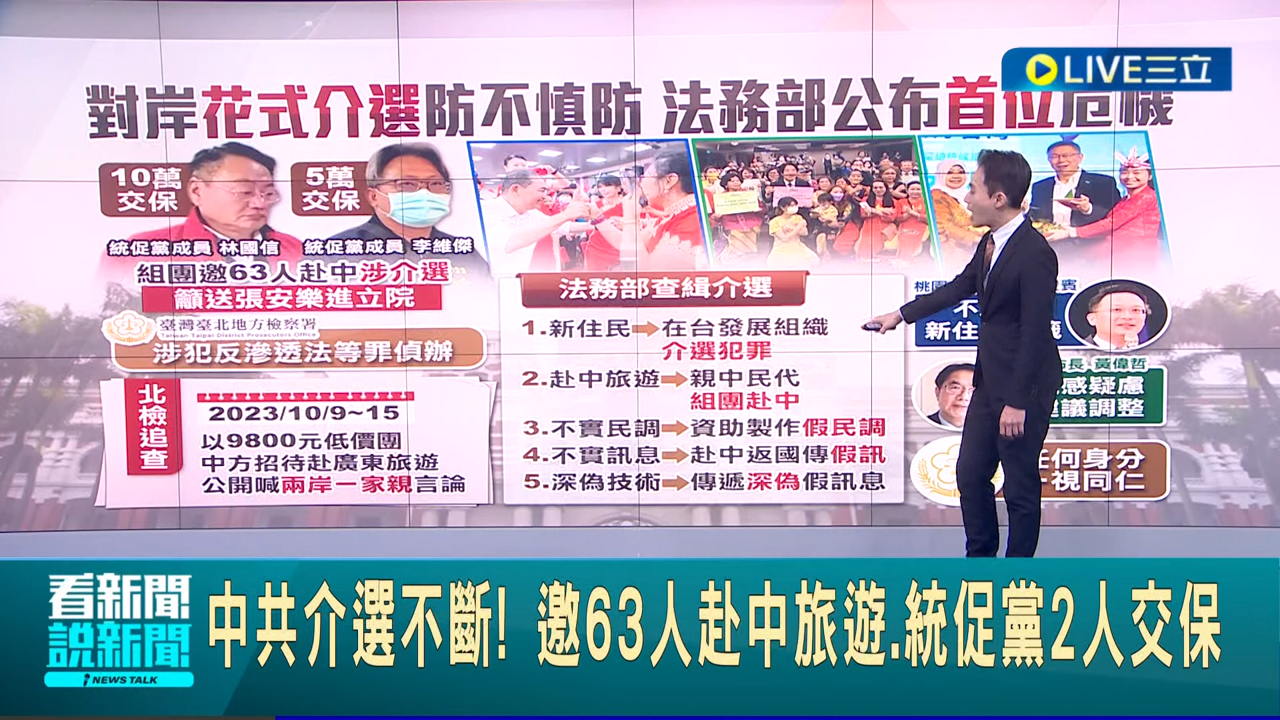 LIVE三立
對岸花式介選防不慎防 法務部公布首位危機
10萬
交保
5萬
交保
統促黨成員 林國信
統促黨成員 李維傑
組團邀63人赴中涉介選
籲送張安樂進立院
臺灣臺北地方檢察署
Taiwan Taipei District Prosecutors Office
涉犯反滲透法等罪偵辦
北檢追查
2023/10/9~15
以9800元低價團
中方招待赴廣東旅遊
公開喊兩岸一家親言論
法務部查緝介選
1.新住民➡在台發展組織
介選犯罪
2.赴中旅遊➡親中民代
組團赴中
3.不實民調➡資助製作假民調
4.不實訊息➡赴中返國傳假訊
5.深偽技術➡傳遞深偽假訊息
桃園
不
新住
長 黃偉哲
感疑慮
議調整
任何身分
一視同仁
看新聞
說新聞
iNEWS TALK
中共介選不斷! 邀63人赴中旅遊.統促黨2人交保